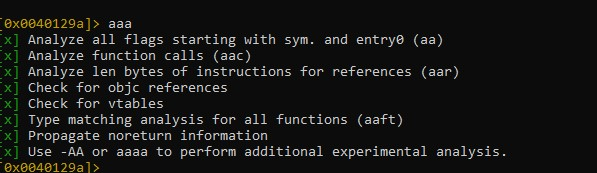 [0x0040129a]> aaa
[x] Analyze all flags starting with sym. and entry0 (aa)
[x] Analyze function calls (aac)
[x] Analyze len bytes of instructions for references (aar)
[x] Check for objc references
[x] Check for vtables
[x] Type matching analysis for all functions (aaft)
[x] Propagate noreturn information
[x] Use -AA or aaaa to perform additional experimental analysis.
[0x0040129a]>